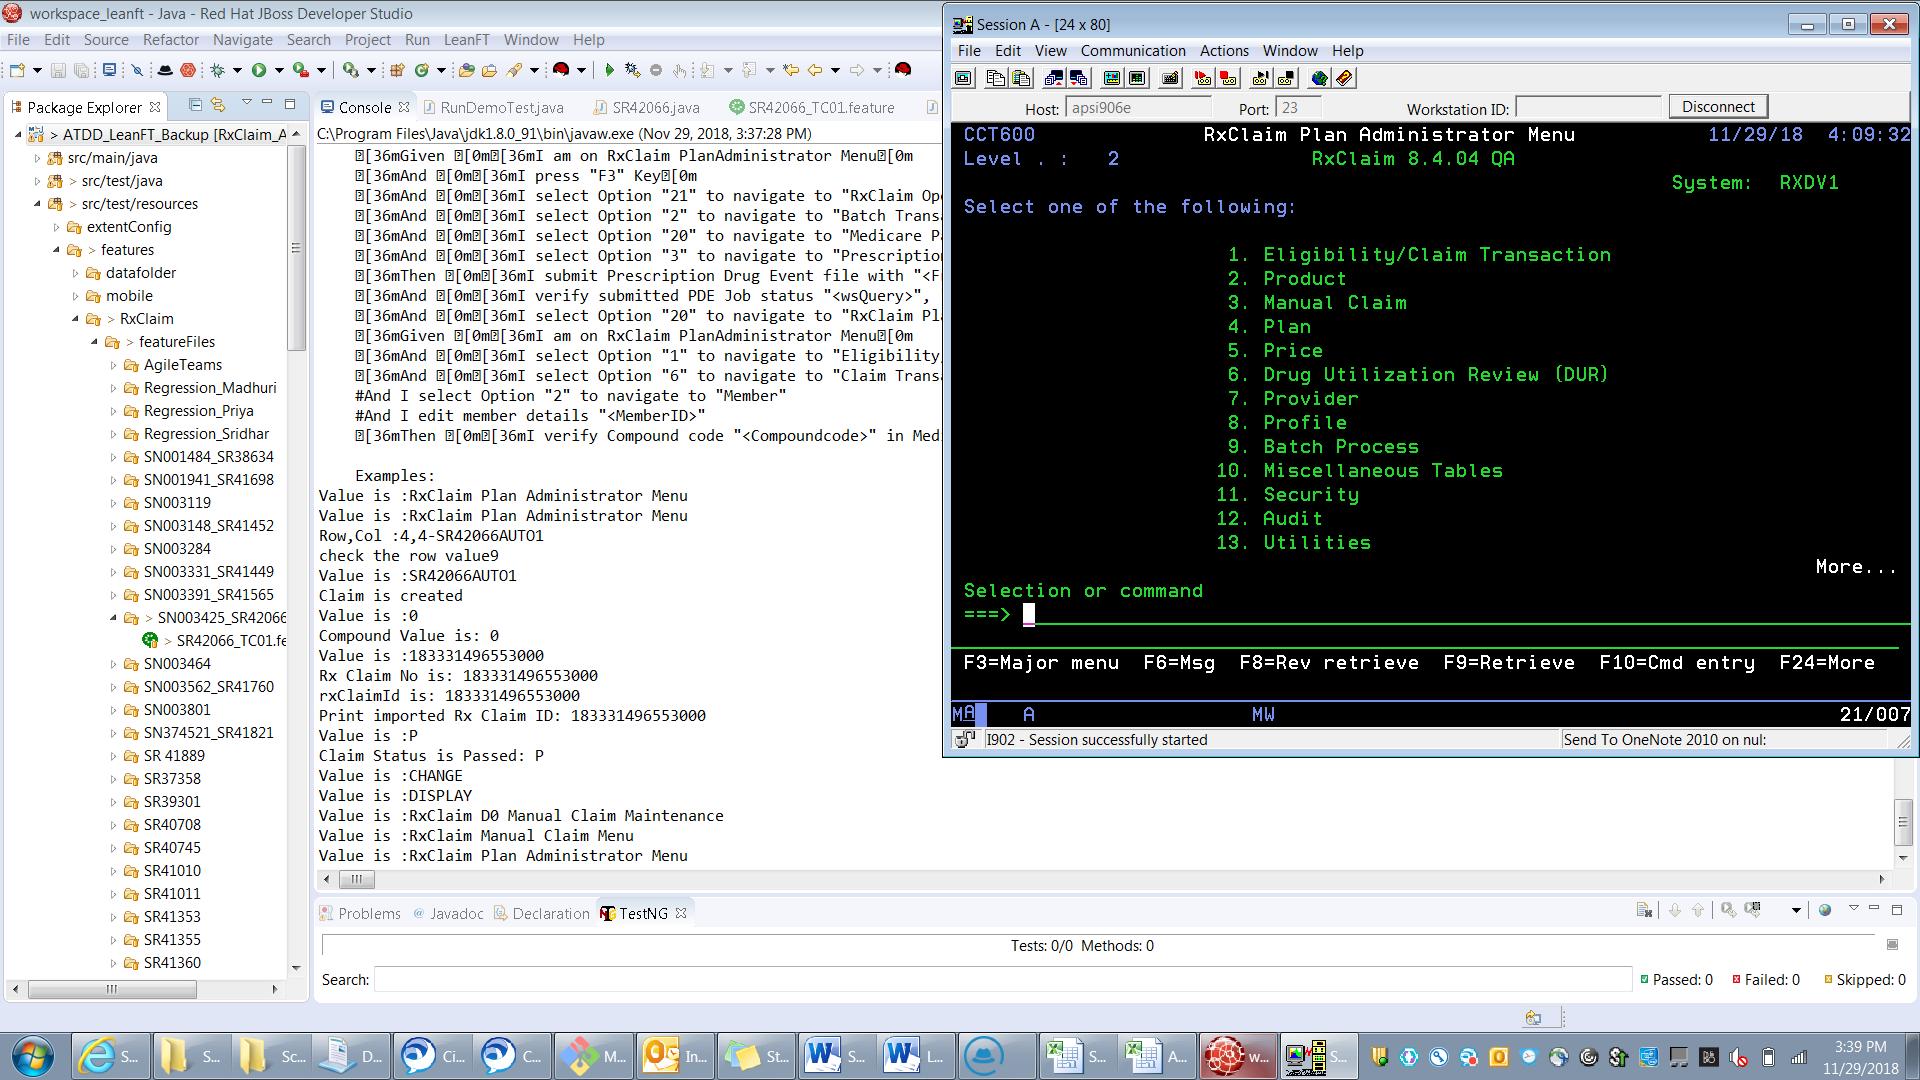 workspace_leanft - Java - Red Hat JBoss Developer Studio
File Edit Source Refactor Navigate Search Project Run LeanFT Window Help
Package Explorer
> ATDD_LeanFT_Backup [RxClaim_A
> src/main/java
> src/test/java
> src/test/resources
extentConfig
> features
datafolder
mobile
> RxClaim
> featureFiles
AgileTeams
Regression_Madhuri
Regression_Priya
Regression_Sridhar
SN001484_SR38634
SN001941_SR41698
SN003119
SN003148_SR41452
SN003284
SN003331_SR41449
SN003391_SR41565
> SN003425_SR42066
> SR42066_TC01.fe
SN003464
SN003562_SR41760
SN003801
SN374521_SR41821
SR 41889
SR37358
SR39301
SR40708
SR40745
SR41010
SR41011
SR41353
SR41355
SR41360
Console RunDemoTest.java SR42066.java SR42066_TC01.feature
C:\Program Files\Java\jdk1.8.0_91\bin\javaw.exe (Nov 29, 2018, 3:37:28 PM)
[36mGiven [0m[36mI am on RxClaim PlanAdministrator Menu[0m
[36mAnd [0m[36mI press "F3" Key[0m
[36mAnd [0m[36mI select Option "21" to navigate to "RxClaim Op
[36mAnd [0m[36mI select Option "2" to navigate to "Batch Transa
[36mAnd [0m[36mI select Option "20" to navigate to "Medicare Pa
[36mAnd [0m[36mI select Option "3" to navigate to "Prescription
[36mThen [0m[36mI submit Prescription Drug Event file with "<F
[36mAnd [0m[36mI verify submitted PDE Job status "<wsQuery>",
[36mAnd [0m[36mI select Option "20" to navigate to "RxClaim Pl
[36mGiven [0m[36mI am on RxClaim PlanAdministrator Menu[0m
[36mAnd [0m[36mI select Option "1" to navigate to "Eligibility
[36mAnd [0m[36mI select Option "6" to navigate to "Claim Transa
#And I select Option "2" to navigate to "Member"
#And I edit member details "<MemberID>"
[36mThen [0m[36mI verify Compound code "<Compoundcode>" in Med
Examples:
Value is :RxClaim Plan Administrator Menu
Value is :RxClaim Plan Administrator Menu
Row,Col :4,4-SR42066AUTO1
check the row value9
Value is :SR42066AUTO1
Claim is created
Value is :0
Compound Value is: 0
Value is :183331496553000
Rx Claim No is: 183331496553000
rxClaimId is: 183331496553000
Print imported Rx Claim ID: 183331496553000
Value is :P
Claim Status is Passed: P
Value is :CHANGE
Value is :DISPLAY
Value is :RxClaim D0 Manual Claim Maintenance
Value is :RxClaim Manual Claim Menu
Value is :RxClaim Plan Administrator Menu
Problems @ Javadoc Declaration TestNG
Tests: 0/0 Methods: 0
Search: Passed: 0 Failed: 0 Skipped: 0
Session A - [24 x 80]
File Edit View Communication Actions Window Help
Host: apsi906e Port: 23 Workstation ID: Disconnect
CCT600 RxClaim Plan Administrator Menu 11/29/18 4:09:32
Level . : 2 RxClaim 8.4.04 QA
System: RXDV1
Select one of the following:
1. Eligibility/Claim Transaction
2. Product
3. Manual Claim
4. Plan
5. Price
6. Drug Utilization Review (DUR)
7. Provider
8. Profile
9. Batch Process
10. Miscellaneous Tables
11. Security
12. Audit
13. Utilities
More...
Selection or command
===>
F3=Major menu F6=Msg F8=Rev retrieve F9=Retrieve F10=Cmd entry F24=More
MA A MW 21/007
I902 - Session successfully started Send To OneNote 2010 on nul:
S... S... Sc... D... Ci... C... M... In... St... S... L... S... A... w... S...
3:39 PM
11/29/2018